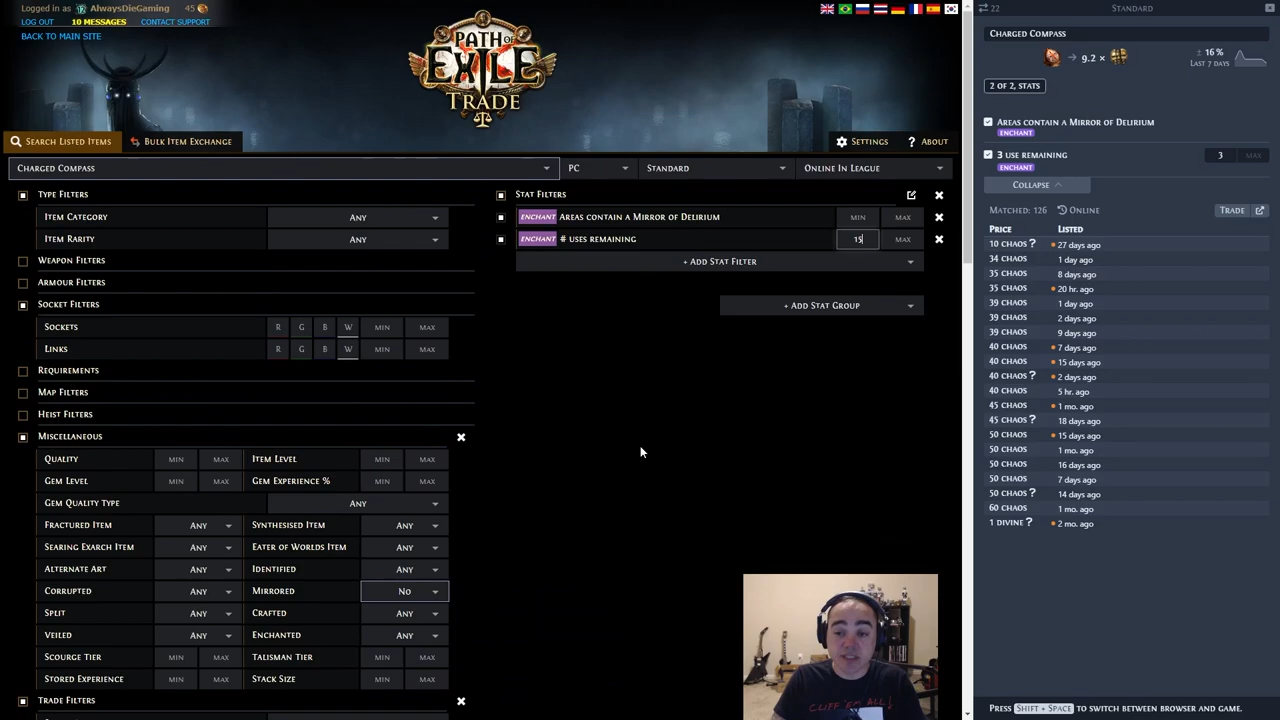 Logged in as AlwaysDieGaming 45
LOG OUT 10 MESSAGES CONTACT SUPPORT
BACK TO MAIN SITE
PATH OF EXILE
TRADE
Search Listed Items
Bulk Item Exchange
Settings
About
Charged Compass
PC
Standard
Online In League
Type Filters
Item Category Any
Item Rarity Any
Weapon Filters
Armour Filters
Socket Filters
Sockets R G B W MIN MAX
Links R G B W MIN MAX
Requirements
Map Filters
Heist Filters
Miscellaneous
Quality MIN MAX Item Level MIN MAX
Gem Level MIN MAX Gem Experience % MIN MAX
Gem Quality Type Any
Fractured Item Any Synthesised Item Any
Searing Exarch Item Any Eater of Worlds Item Any
Alternate Art Any Identified Any
Corrupted Any Mirrored No
Split Any Crafted Any
Veiled Any Enchanted Any
Scourge Tier MIN MAX Talisman Tier MIN MAX
Stored Experience MIN MAX Stack Size MIN MAX
Trade Filters
Stat Filters
ENCHANT Areas contain a Mirror of Delirium MIN MAX
ENCHANT # uses remaining 15 MAX
+ Add Stat Filter
+ Add Stat Group
CLIFF 'EM ALL!
22 Standard
Charged Compass
→ 9.2 ×
± 16 %
Last 7 days
2 of 2, stats
Areas contain a Mirror of Delirium
ENCHANT
3 use remaining 3 MAX
ENCHANT
Collapse
Matched: 126 Online Trade
Price Listed
10 chaos ? 27 days ago
34 chaos 1 day ago
35 chaos 8 days ago
35 chaos 20 hr. ago
39 chaos 1 day ago
39 chaos 2 days ago
39 chaos 9 days ago
40 chaos 7 days ago
40 chaos 15 days ago
40 chaos ? 2 days ago
40 chaos 5 hr. ago
45 chaos 1 mo. ago
45 chaos ? 18 days ago
50 chaos 15 days ago
50 chaos 1 mo. ago
50 chaos 16 days ago
50 chaos 7 days ago
50 chaos ? 14 days ago
60 chaos 1 mo. ago
1 divine ? 2 mo. ago
Press Shift + Space to switch between browser and game.